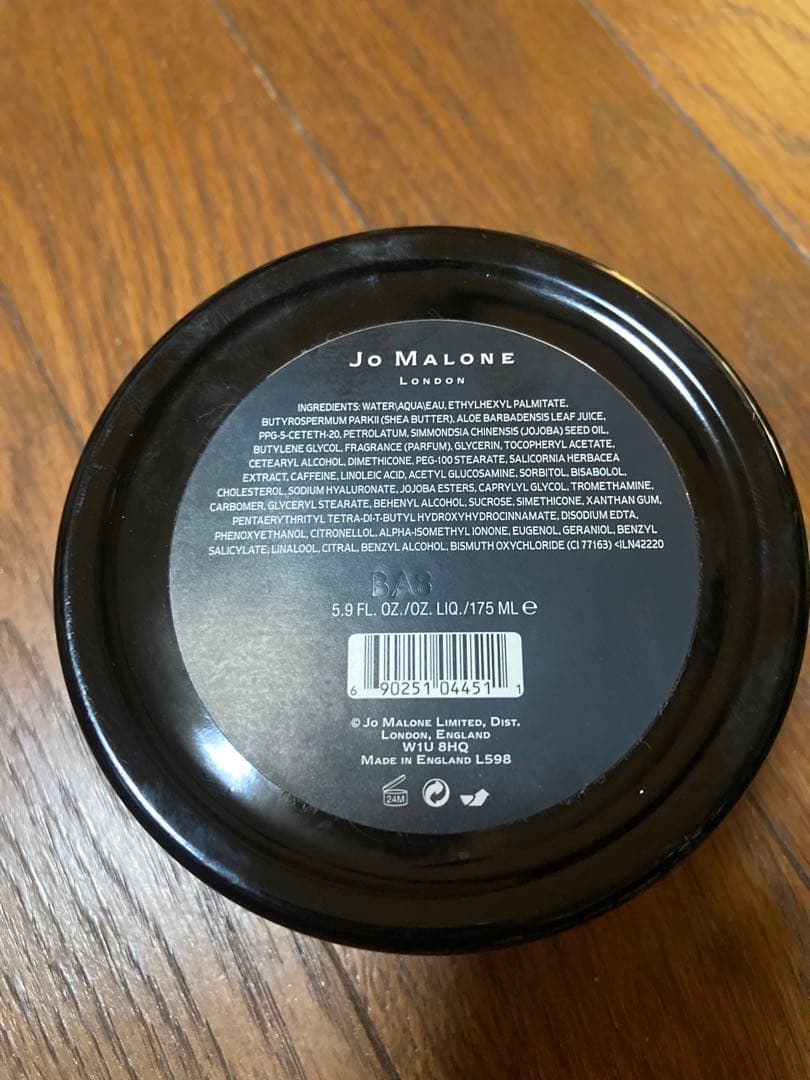 JO MALONE
LONDON
INGREDIENTS: WATER\AQUA\EAU, ETHYLHEXYL PALMITATE,
BUTYROSPERMUM PARKII (SHEA BUTTER), ALOE BARBADENSIS LEAF JUICE,
PPG-5-CETETH-20, PETROLATUM, SIMMONDSIA CHINENSIS (JOJOBA) SEED OIL,
BUTYLENE GLYCOL, FRAGRANCE (PARFUM), GLYCERIN, TOCOPHERYL ACETATE,
CETEARYL ALCOHOL, DIMETHICONE, PEG-100 STEARATE, SALICORNIA HERBACEA
EXTRACT, CAFFEINE, LINOLEIC ACID, ACETYL GLUCOSAMINE, SORBITOL, BISABOLOL,
CHOLESTEROL, SODIUM HYALURONATE, JOJOBA ESTERS, CAPRYLYL GLYCOL, TROMETHAMINE,
CARBOMER, GLYCERYL STEARATE, BEHENYL ALCOHOL, SUCROSE, SIMETHICONE, XANTHAN GUM,
PENTAERYTHRITYL TETRA-DI-T-BUTYL HYDROXYHYDROCINNAMATE, DISODIUM EDTA,
PHENOXYETHANOL, CITRONELLOL, ALPHA-ISOMETHYL IONONE, EUGENOL, GERANIOL, BENZYL
SALICYLATE, LINALOOL, CITRAL, BENZYL ALCOHOL, BISMUTH OXYCHLORIDE (CI 77163) <ILN42220
BA8
5.9 FL. OZ./OZ. LIQ./175 ML ℮
6 90251 04451 1
© JO MALONE LIMITED, DIST.
LONDON, ENGLAND
W1U 8HQ
MADE IN ENGLAND L598
24M